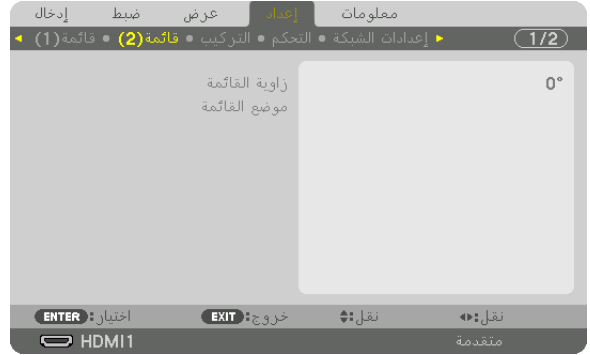 إدخال ضبط عرض إعداد معلومات
◄ قائمة(1) ● قائمة(2) ● التركيب ● التحكم ● إعدادات الشبكة ► 1/2
زاوية القائمة 0°
موضع القائمة
ENTER:اختيار EXIT:خروج نقل: نقل:
HDMI1 متقدمة